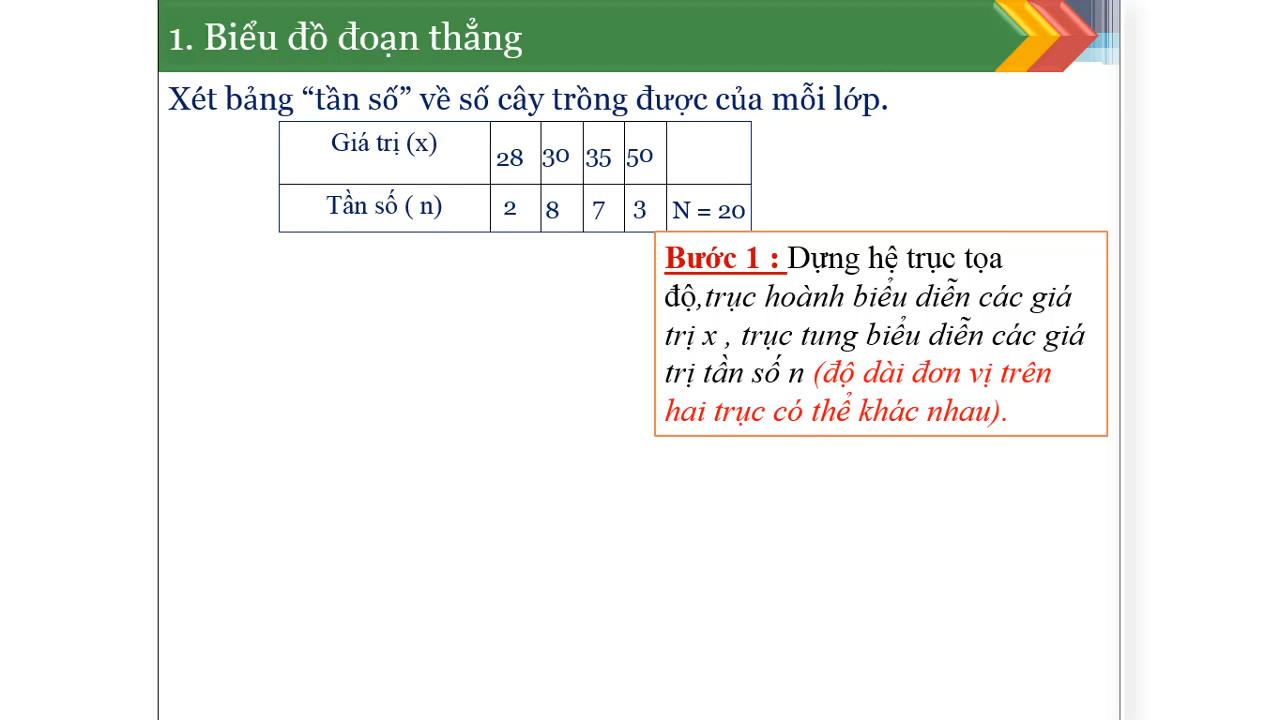 1. Biểu đồ đoạn thẳng
Xét bảng “tần số” về số cây trồng được của mỗi lớp.
Giá trị (x) 28 30 35 50
Tần số ( n) 2 8 7 3 N = 20
Bước 1 : Dựng hệ trục tọa
độ,trục hoành biểu diễn các giá
trị x , trục tung biểu diễn các giá
trị tần số n (độ dài đơn vị trên
hai trục có thể khác nhau).